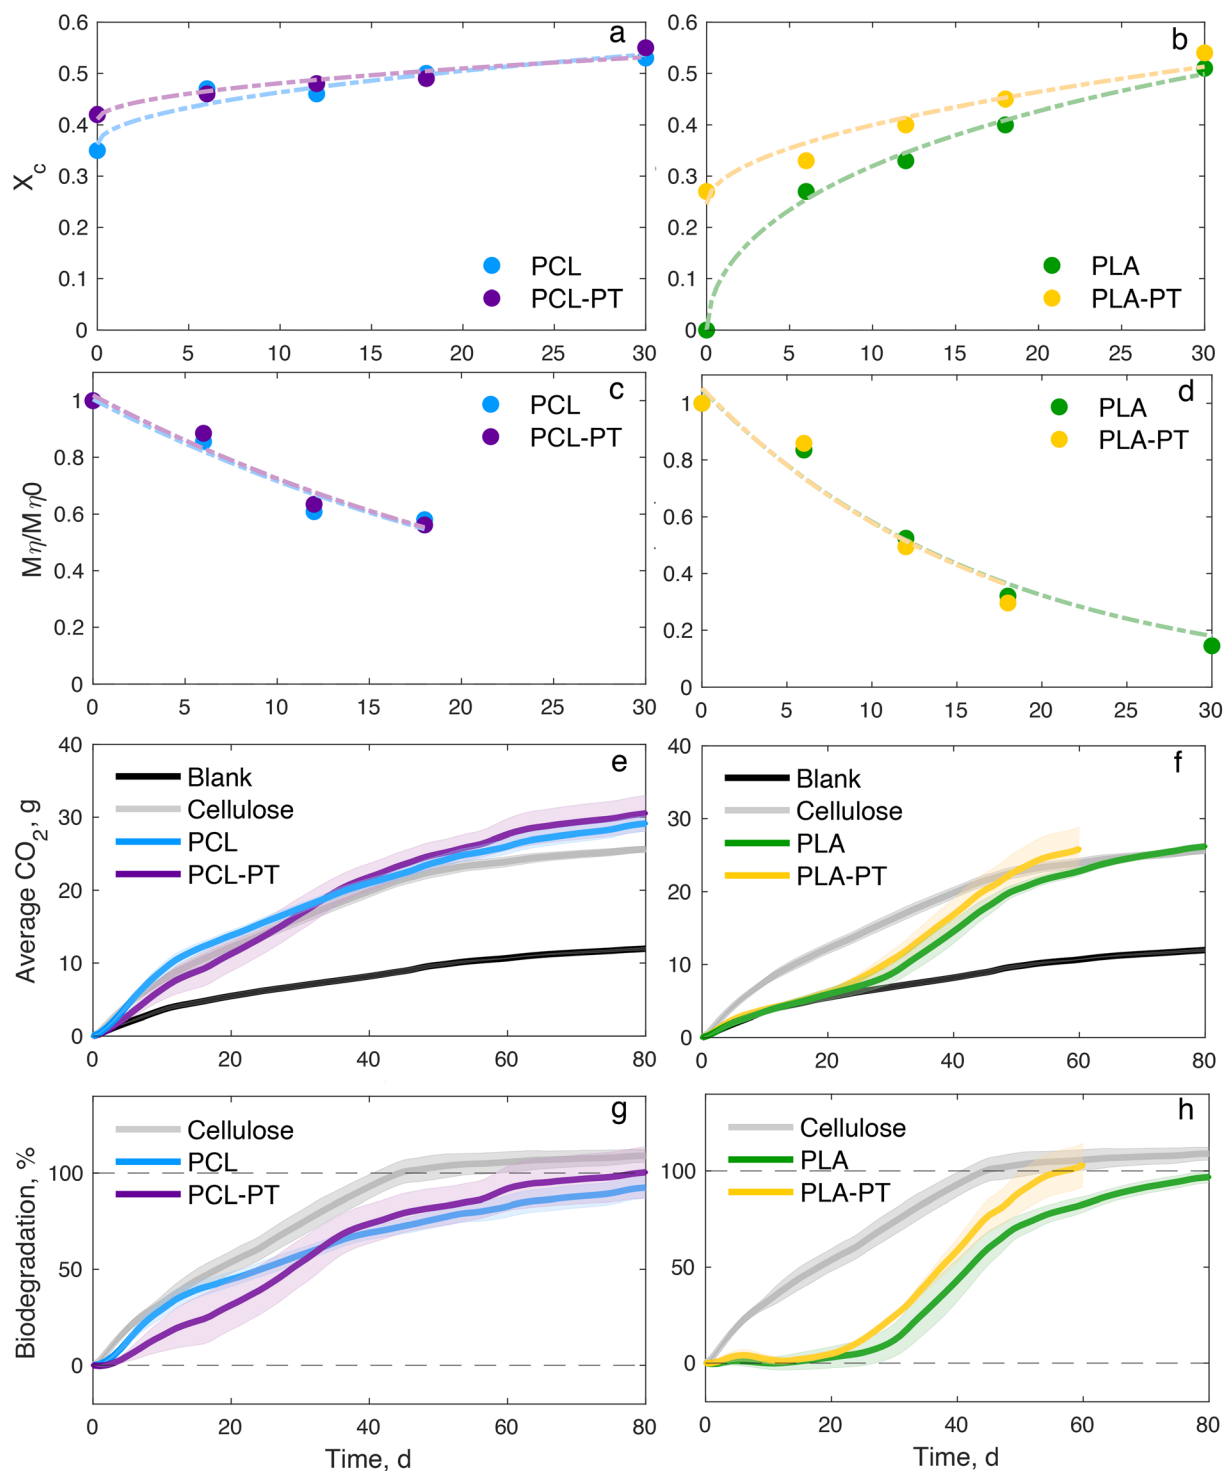 a
0.6
0.5
0.4
0.3
0.2
0.1
0
X_c
PCL
PCL-PT
0 5 10 15 20 25 30
b
0.6
0.5
0.4
0.3
0.2
0.1
0
PLA
PLA-PT
0 5 10 15 20 25 30
c
1
0.8
0.6
0.4
0.2
0
Mη/Mη0
PCL
PCL-PT
0 5 10 15 20 25 30
d
1
0.8
0.6
0.4
0.2
0
PLA
PLA-PT
0 5 10 15 20 25 30
e
40
30
20
10
0
Average CO₂, g
Blank
Cellulose
PCL
PCL-PT
0 20 40 60 80
f
40
30
20
10
0
Blank
Cellulose
PLA
PLA-PT
0 20 40 60 80
g
100
50
0
Biodegradation, %
Cellulose
PCL
PCL-PT
0 20 40 60 80
Time, d
h
100
50
0
Cellulose
PLA
PLA-PT
0 20 40 60 80
Time, d